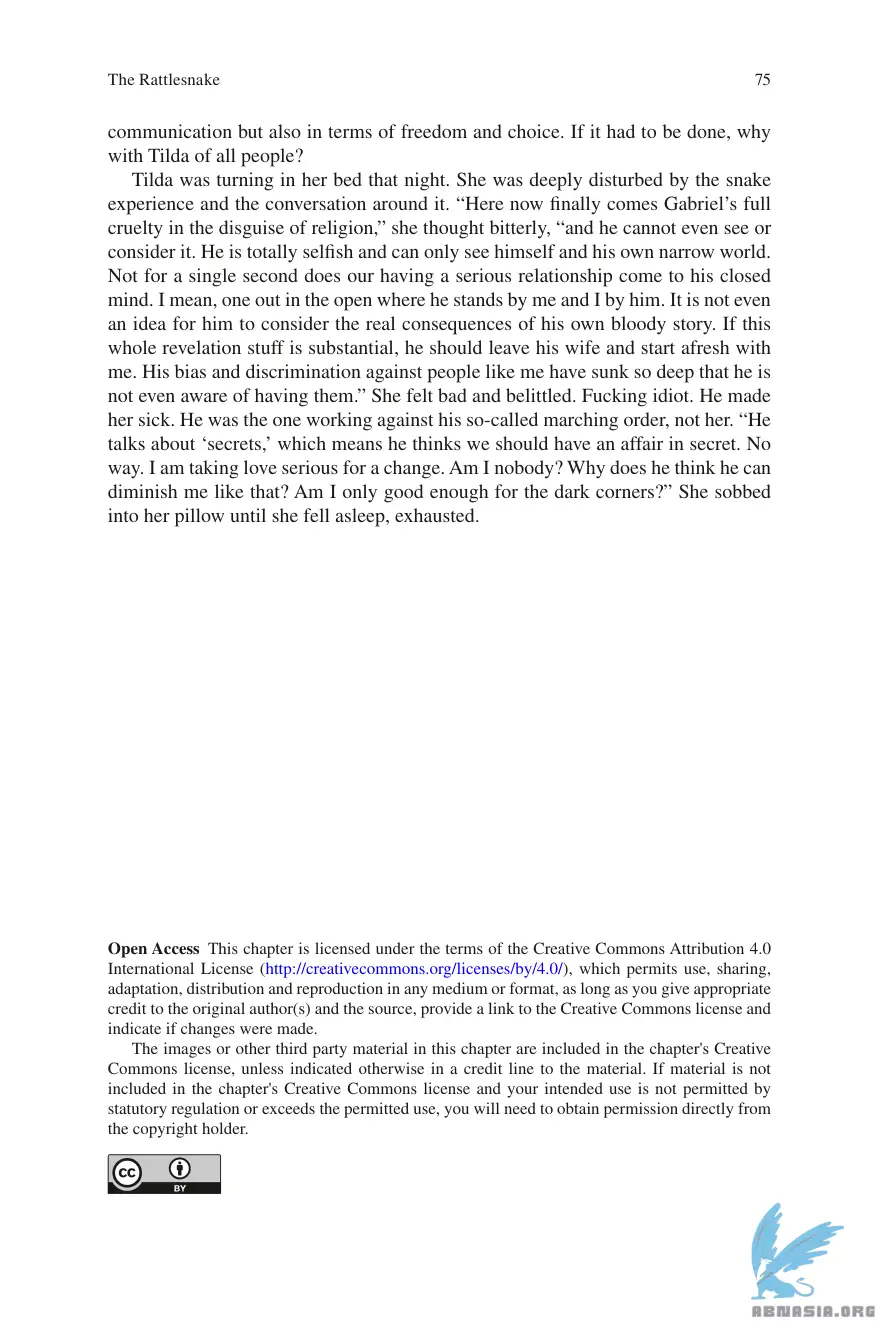 The Rattlesnake 75
communication but also in terms of freedom and choice. If it had to be done, why
with Tilda of all people?
Tilda was turning in her bed that night. She was deeply disturbed by the snake
experience and the conversation around it. “Here now finally comes Gabriel’s full
cruelty in the disguise of religion,” she thought bitterly, “and he cannot even see or
consider it. He is totally selfish and can only see himself and his own narrow world.
Not for a single second does our having a serious relationship come to his closed
mind. I mean, one out in the open where he stands by me and I by him. It is not even
an idea for him to consider the real consequences of his own bloody story. If this
whole revelation stuff is substantial, he should leave his wife and start afresh with
me. His bias and discrimination against people like me have sunk so deep that he is
not even aware of having them.” She felt bad and belittled. Fucking idiot. He made
her sick. He was the one working against his so-called marching order, not her. “He
talks about ‘secrets,’ which means he thinks we should have an affair in secret. No
way. I am taking love serious for a change. Am I nobody? Why does he think he can
diminish me like that? Am I only good enough for the dark corners?” She sobbed
into her pillow until she fell asleep, exhausted.
Open Access This chapter is licensed under the terms of the Creative Commons Attribution 4.0
International License (http://creativecommons.org/licenses/by/4.0/), which permits use, sharing,
adaptation, distribution and reproduction in any medium or format, as long as you give appropriate
credit to the original author(s) and the source, provide a link to the Creative Commons license and
indicate if changes were made.
The images or other third party material in this chapter are included in the chapter's Creative
Commons license, unless indicated otherwise in a credit line to the material. If material is not
included in the chapter's Creative Commons license and your intended use is not permitted by
statutory regulation or exceeds the permitted use, you will need to obtain permission directly from
the copyright holder.
cc
BY
ABNASIA.ORG